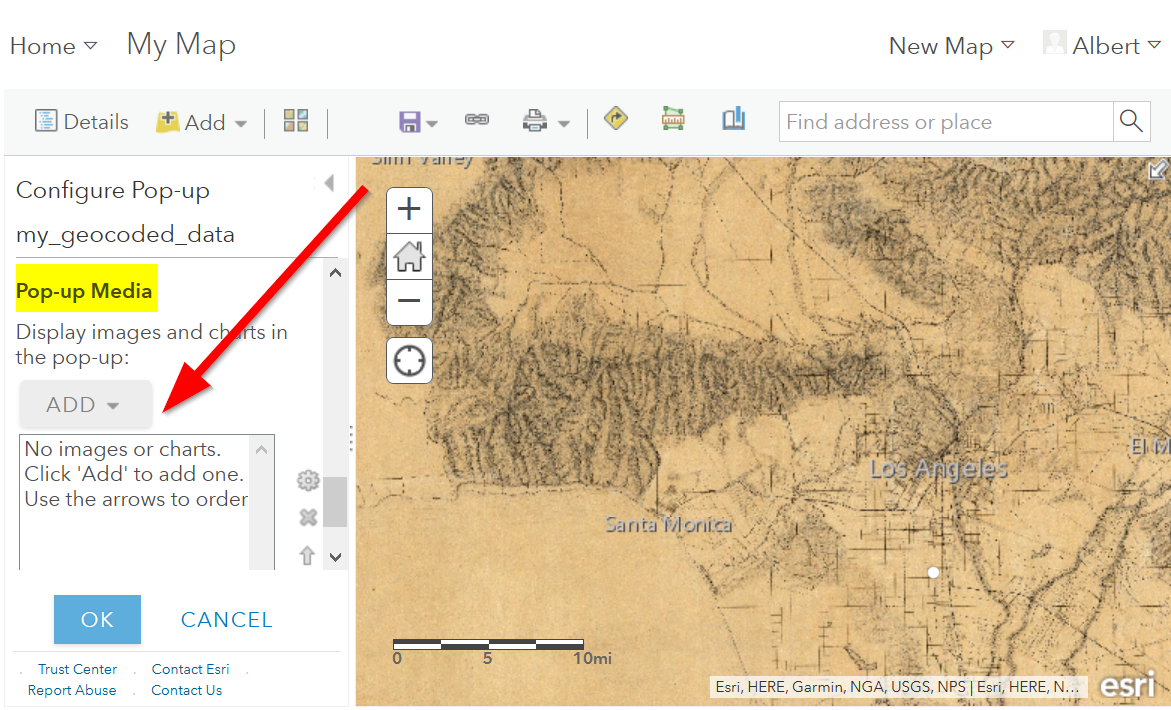 Home My Map New Map Albert
Details Add Find address or place
Configure Pop-up
my_geocoded_data
Pop-up Media
Display images and charts in
the pop-up:
ADD
No images or charts.
Click 'Add' to add one.
Use the arrows to order
OK CANCEL
Trust Center Contact Esri
Report Abuse Contact Us
Simi Valley
Los Angeles
El M
Santa Monica
0 5 10mi
Esri, HERE, Garmin, NGA, USGS, NPS | Esri, HERE, N...
esri